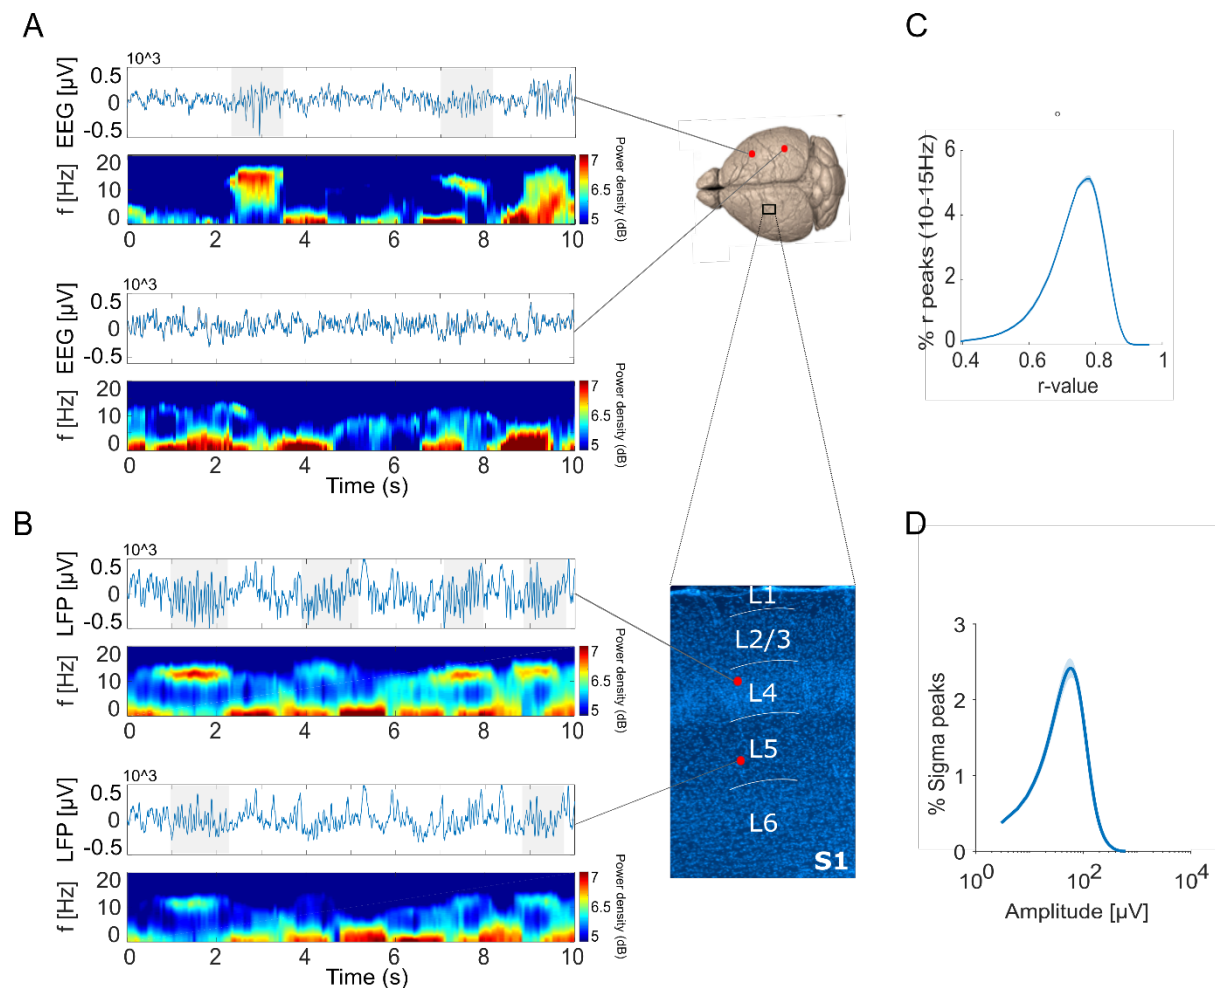 A
10^3
EEG [µV]
0.5
0
-0.5
f [Hz]
20
10
0
7
6.5
5
Power density (dB)
0 2 4 6 8 10
10^3
EEG [µV]
0.5
0
-0.5
f [Hz]
20
10
0
7
6.5
5
Power density (dB)
0 2 4 6 8 10
Time (s)
B
10^3
LFP [µV]
0.5
0
-0.5
f [Hz]
20
10
0
7
6.5
5
Power density (dB)
0 2 4 6 8 10
10^3
LFP [µV]
0.5
0
-0.5
f [Hz]
20
10
0
7
6.5
5
Power density (dB)
0 2 4 6 8 10
Time (s)
L1
L2/3
L4
L5
L6
S1
C
% r peaks (10-15Hz)
6
4
2
0
0.4 0.6 0.8 1
r-value
D
% Sigma peaks
3
2
1
0
10^0 10^2 10^4
Amplitude [µV]